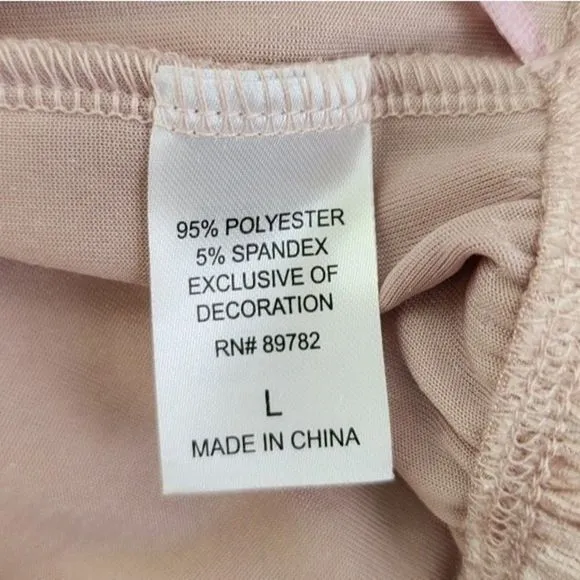 95% POLYESTER
5% SPANDEX
EXCLUSIVE OF
DECORATION
RN# 89782
L
MADE IN CHINA